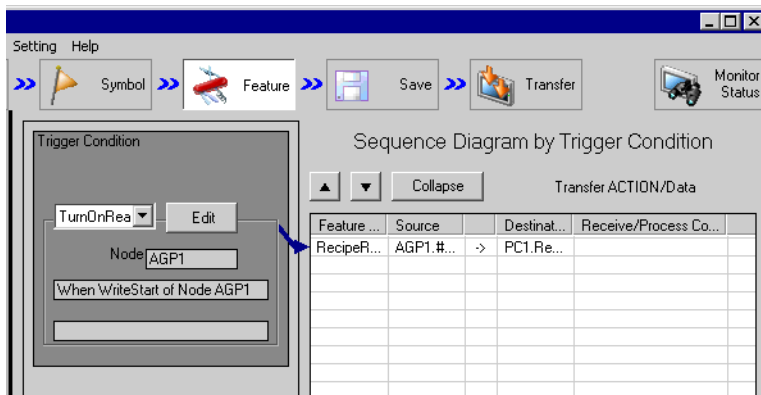 Setting Help
Symbol Feature Save Transfer Monitor Status
Trigger Condition
Sequence Diagram by Trigger Condition
Collapse Transfer ACTION/Data
TurnOnRea Edit
Feature ... Source Destinat... Receive/Process Co...
RecipeR... AGP1.#... -> PC1.Re...
Node AGP1
When WriteStart of Node AGP1